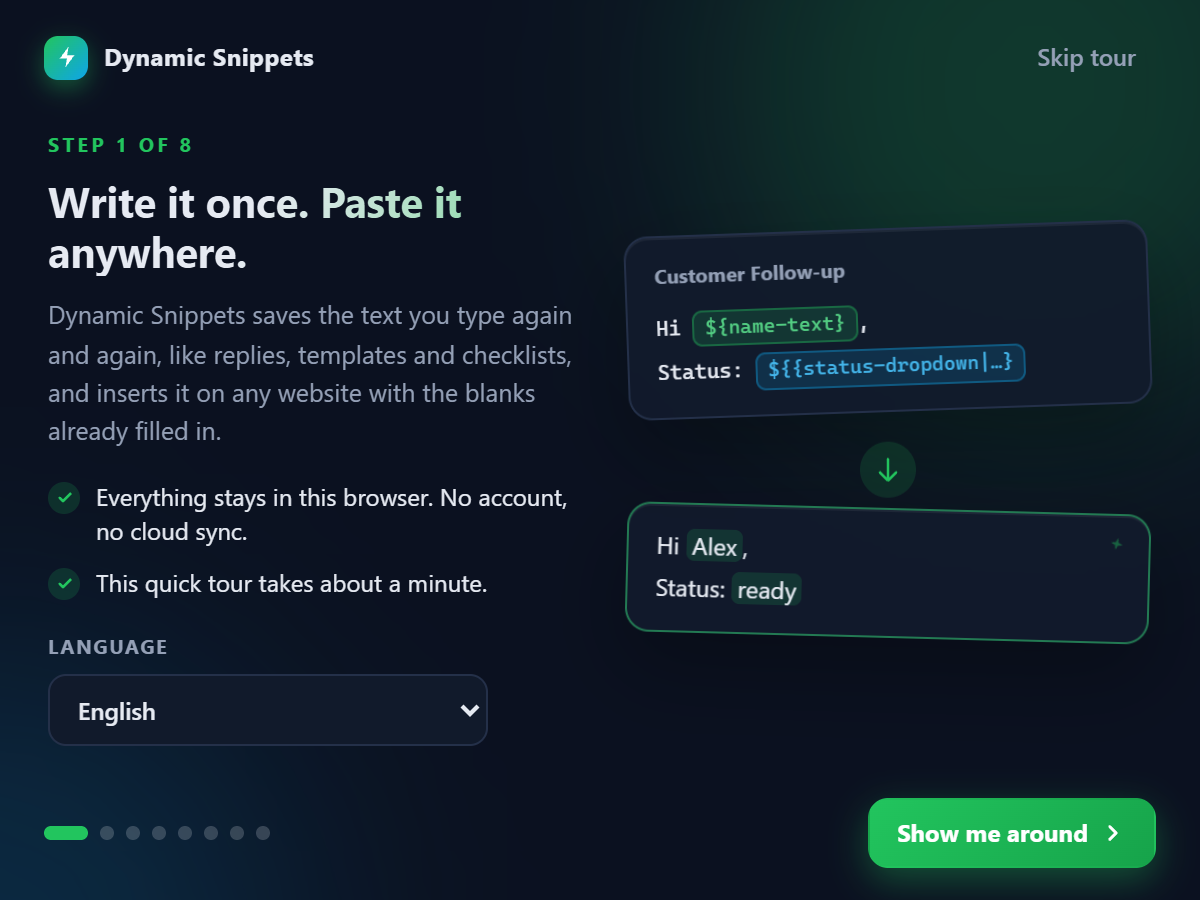 Dynamic Snippets
Skip tour
STEP 1 OF 8
Write it once. Paste it
anywhere.
Dynamic Snippets saves the text you type again
and again, like replies, templates and checklists,
and inserts it on any website with the blanks
already filled in.
Everything stays in this browser. No account,
no cloud sync.
This quick tour takes about a minute.
LANGUAGE
English
Customer Follow-up
Hi ${name-text},
Status: ${{status-dropdown|…}
Hi Alex,
Status: ready
Show me around